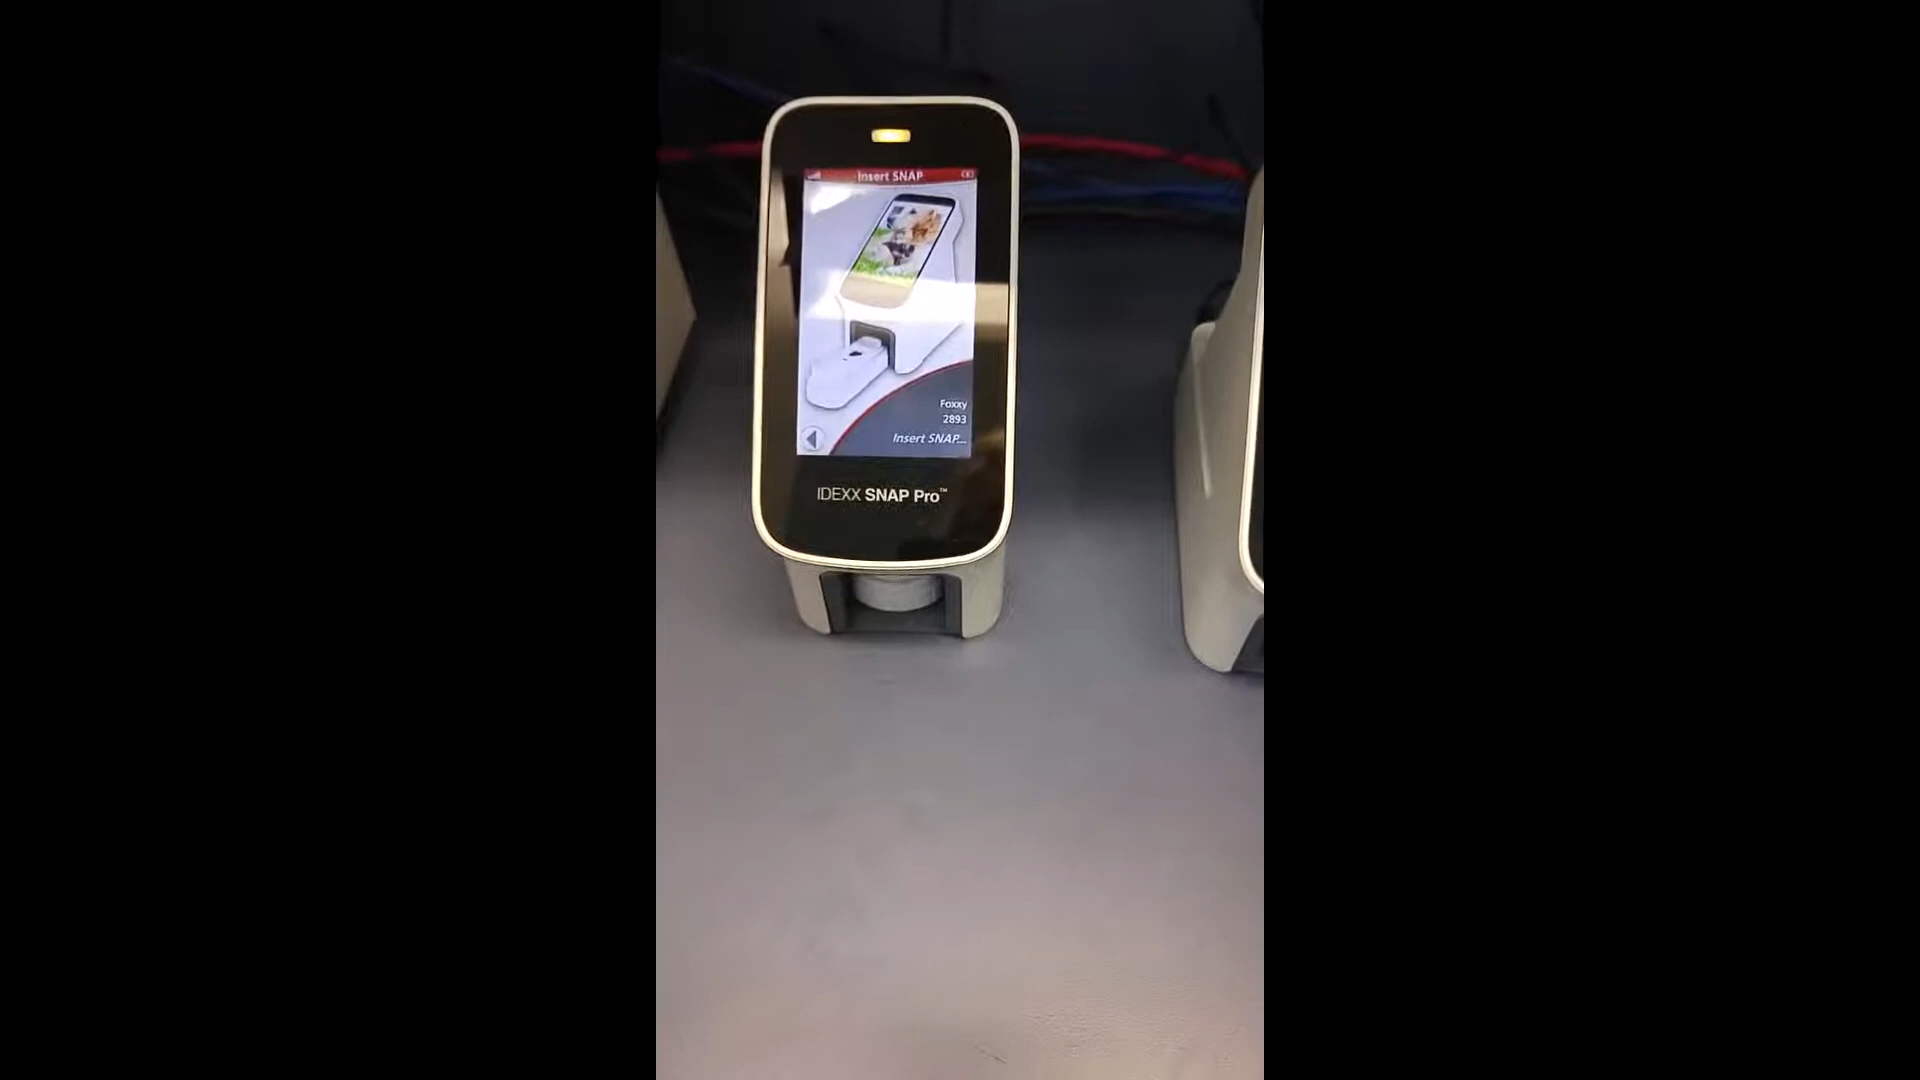 Insert SNAP
Foxxy
2893
Insert SNAP...
IDEXX SNAP Pro™